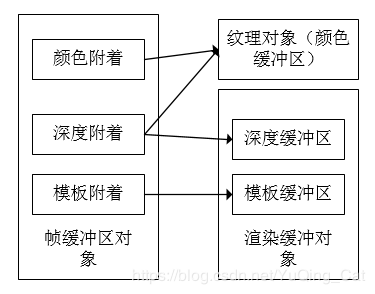 颜色附着
深度附着
模板附着
帧缓冲区对
象
纹理对象（颜色
缓冲区）
深度缓冲区
模板缓冲区
渲染缓冲对
象
https://blog.csdn.net/YuQing_Cat